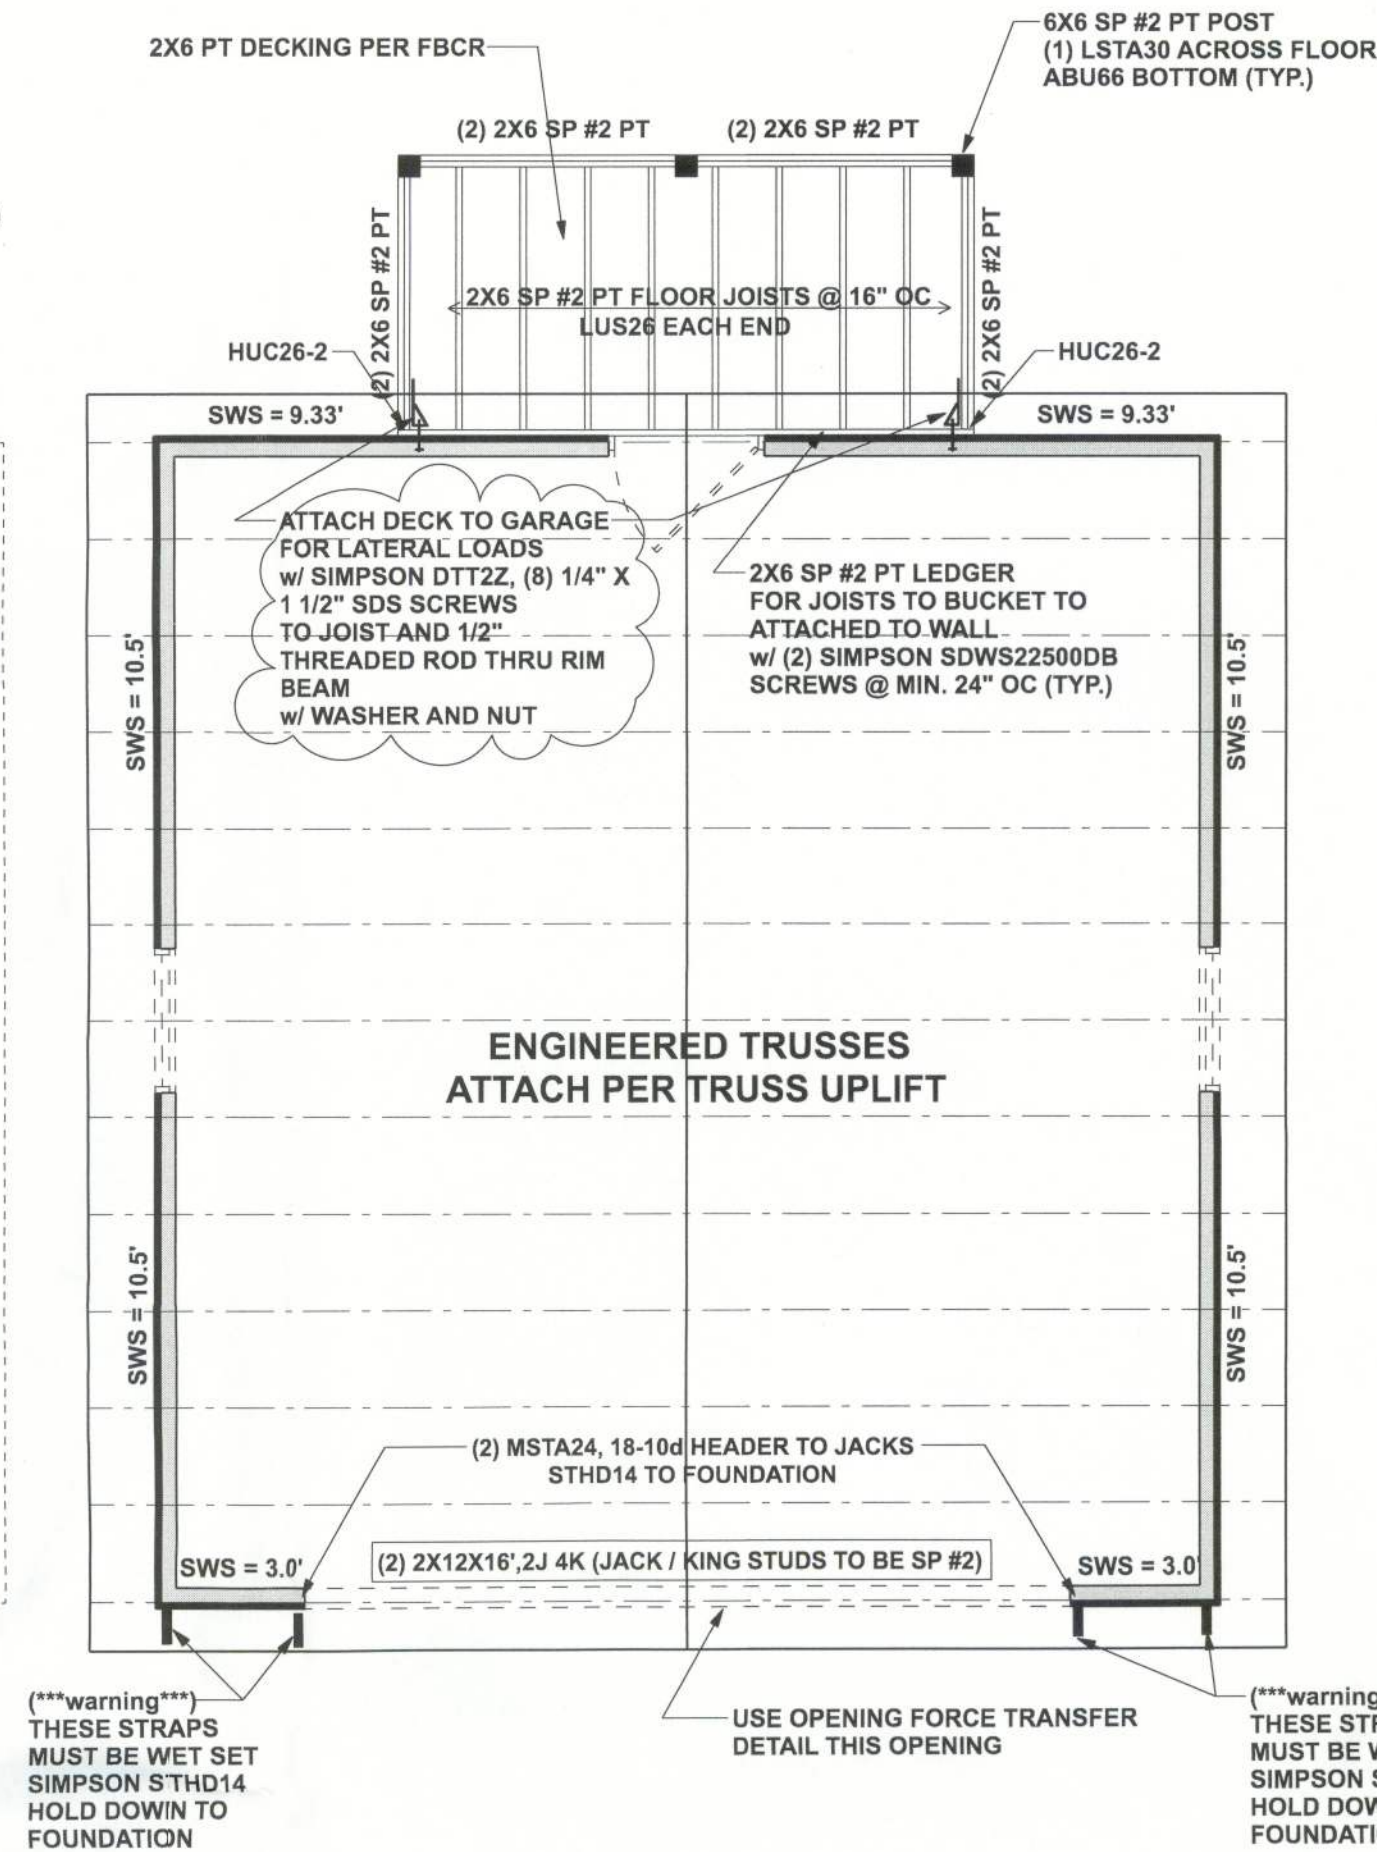 2X6 PT DECKING PER FBCR
6X6 SP #2 PT POST
(1) LSTA30 ACROSS FLOOR
ABU66 BOTTOM (TYP.)
(2) 2X6 SP #2 PT
(2) 2X6 SP #2 PT
(2) 2X6 SP #2 PT
(2) 2X6 SP #2 PT
2X6 SP #2 PT FLOOR JOISTS @ 16" OC
LUS26 EACH END
HUC26-2
HUC26-2
SWS = 9.33'
SWS = 9.33'
ATTACH DECK TO GARAGE
FOR LATERAL LOADS
w/ SIMPSON DTT2Z, (8) 1/4" X
1 1/2" SDS SCREWS
TO JOIST AND 1/2"
THREADED ROD THRU RIM
BEAM
w/ WASHER AND NUT
2X6 SP #2 PT LEDGER
FOR JOISTS TO BUCKET TO
ATTACHED TO WALL
w/ (2) SIMPSON SDWS22500DB
SCREWS @ MIN. 24" OC (TYP.)
SWS = 10.5'
SWS = 10.5'
ENGINEERED TRUSSES
ATTACH PER TRUSS UPLIFT
SWS = 10.5'
SWS = 10.5'
(2) MSTA24, 18-10d HEADER TO JACKS
STHD14 TO FOUNDATION
SWS = 3.0'
(2) 2X12X16',2J 4K (JACK / KING STUDS TO BE SP #2)
SWS = 3.0'
(***warning***)
THESE STRAPS
MUST BE WET SET
SIMPSON STHD14
HOLD DOWIN TO
FOUNDATION
USE OPENING FORCE TRANSFER
DETAIL THIS OPENING
(***warning
THESE
MUST BE
SIMPSON
HOLD